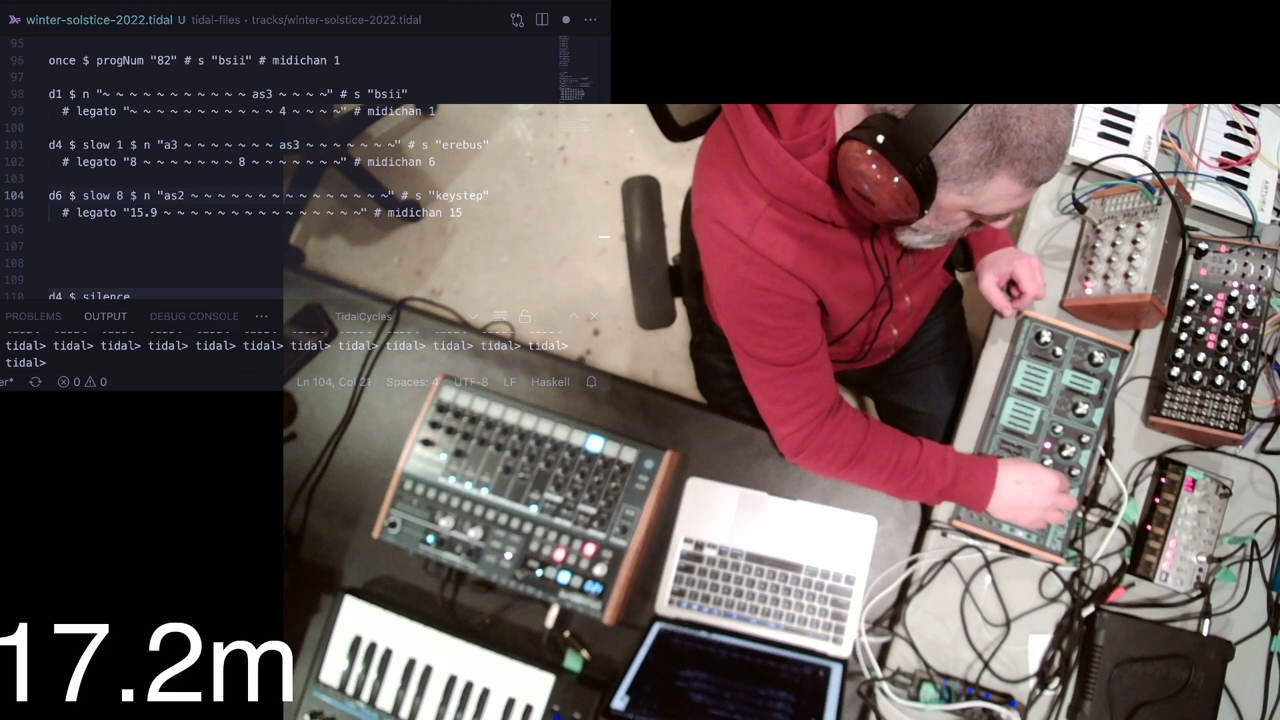 winter-solstice-2022.tidal U tidal-files • tracks/winter-solstice-2022.tidal
95
96 once $ progNum "82" # s "bsii" # midichan 1
97
98 d1 $ n "~ ~ ~ ~ ~ ~ ~ ~ ~ ~ ~ as3 ~ ~ ~ ~" # s "bsii"
99 # legato "~ ~ ~ ~ ~ ~ ~ ~ ~ ~ ~ 4 ~ ~ ~ ~" # midichan 1
100
101 d4 $ slow 1 $ n "a3 ~ ~ ~ ~ ~ ~ ~ as3 ~ ~ ~ ~ ~ ~ ~" # s "erebus"
102 # legato "8 ~ ~ ~ ~ ~ ~ ~ 8 ~ ~ ~ ~ ~ ~ ~" # midichan 6
103
104 d6 $ slow 8 $ n "as2 ~ ~ ~ ~ ~ ~ ~ ~ ~ ~ ~ ~ ~ ~ ~" # s "keystep"
105 # legato "15.9 ~ ~ ~ ~ ~ ~ ~ ~ ~ ~ ~ ~ ~ ~ ~" # midichan 15
106
107
108
109
110 d4 $ silence
PROBLEMS OUTPUT DEBUG CONSOLE ••• TidalCycles
tidal> tidal> tidal> tidal> tidal> tidal> tidal> tidal> tidal> tidal> tidal> tidal>
tidal>
er* 0 0 Ln 104, Col 21 Spaces: 4 UTF-8 LF Haskell
17.2m